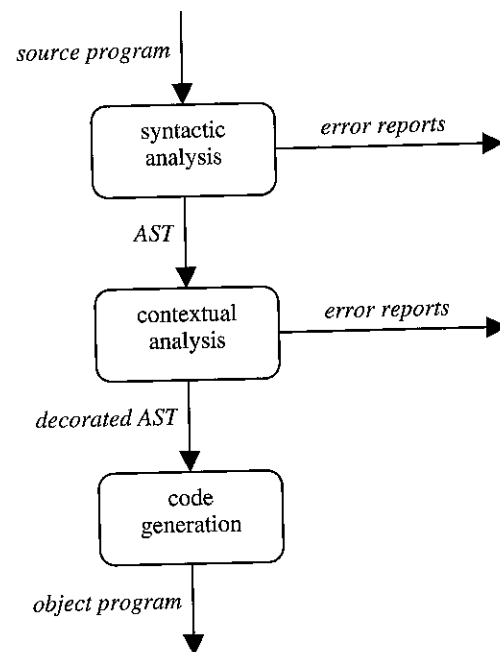 source program
syntactic
analysis
error reports
AST
contextual
analysis
error reports
decorated AST
code
generation
object program